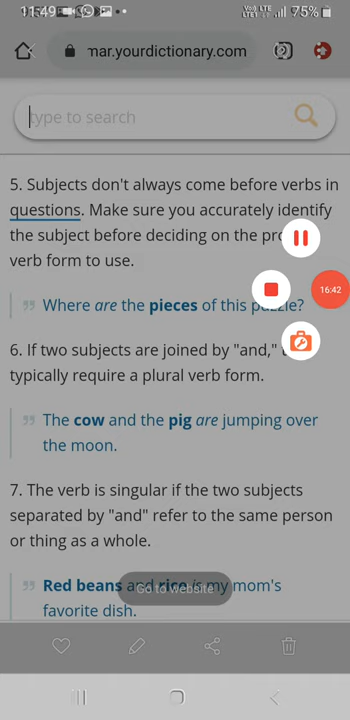 11:49
75%
mar.yourdictionary.com
type to search
5. Subjects don't always come before verbs in
questions. Make sure you accurately identify
the subject before deciding on the
verb form to use.
Where are the pieces of this puzzle?
16:42
6. If two subjects are joined by "and,"
typically require a plural verb form.
The cow and the pig are jumping over
the moon.
7. The verb is singular if the two subjects
separated by "and" refer to the same person
or thing as a whole.
Red beans and rice is my mom's
Go to website
favorite dish.